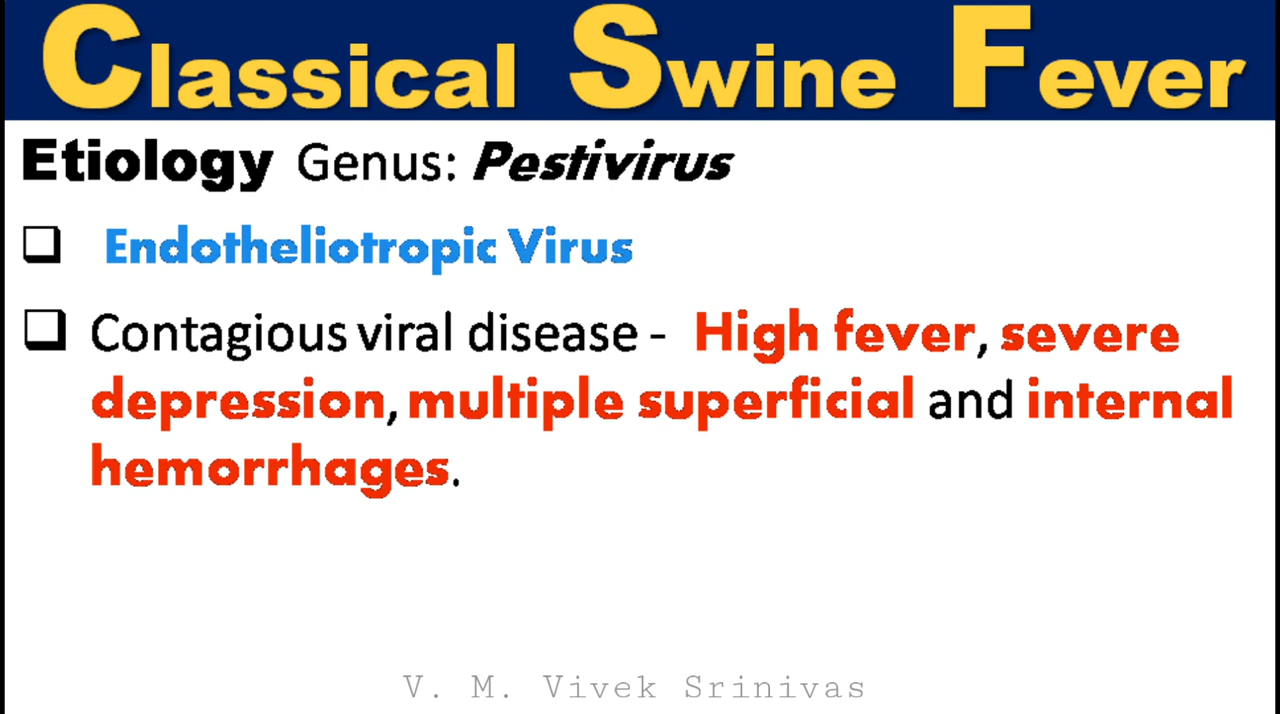 Classical Swine Fever
Etiology Genus: Pestivirus
❑ Endotheliotropic Virus
❑ Contagious viral disease - High fever, severe
depression, multiple superficial and internal
hemorrhages.
V. M. Vivek Srinivas